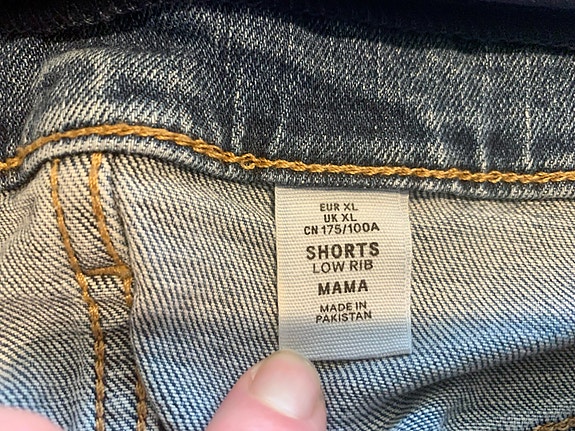 EUR XL
UK XL
CN 175/100A
SHORTS
LOW RIB
MAMA
MADE IN
PAKISTAN